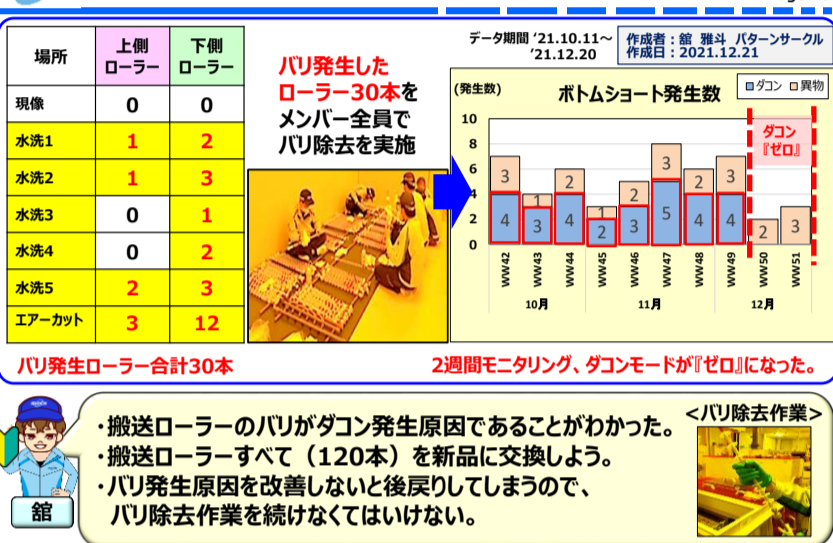 データ期間 ‘21.10.11～
’21.12.20
作成者：舘 雅斗 パターンサークル
作成日：2021.12.21
場所 上側ローラー 下側ローラー
現像 0 0
水洗1 1 2
水洗2 1 3
水洗3 0 1
水洗4 0 2
水洗5 2 3
エアーカット 3 12
バリ発生ローラー合計30本
バリ発生した
ローラー30本を
メンバー全員で
バリ除去を実施
(発生数)
ボトムショート発生数
ダコン 異物
ダコン
『ゼロ』
10
8
6
4
2
0
3 1 2 1 2 3 2 3
4 3 4 2 3 5 4 4 2 3
WW42 WW43 WW44 WW45 WW46 WW47 WW48 WW49 WW50 WW51
10月 11月 12月
2週間モニタリング、ダコンモードが『ゼロ』になった。
舘
・搬送ローラーのバリがダコン発生原因であることがわかった。
・搬送ローラーすべて（120本）を新品に交換しよう。
・バリ発生原因を改善しないと後戻りしてしまうので、
バリ除去作業を続けなくてはいけない。
<バリ除去作業>